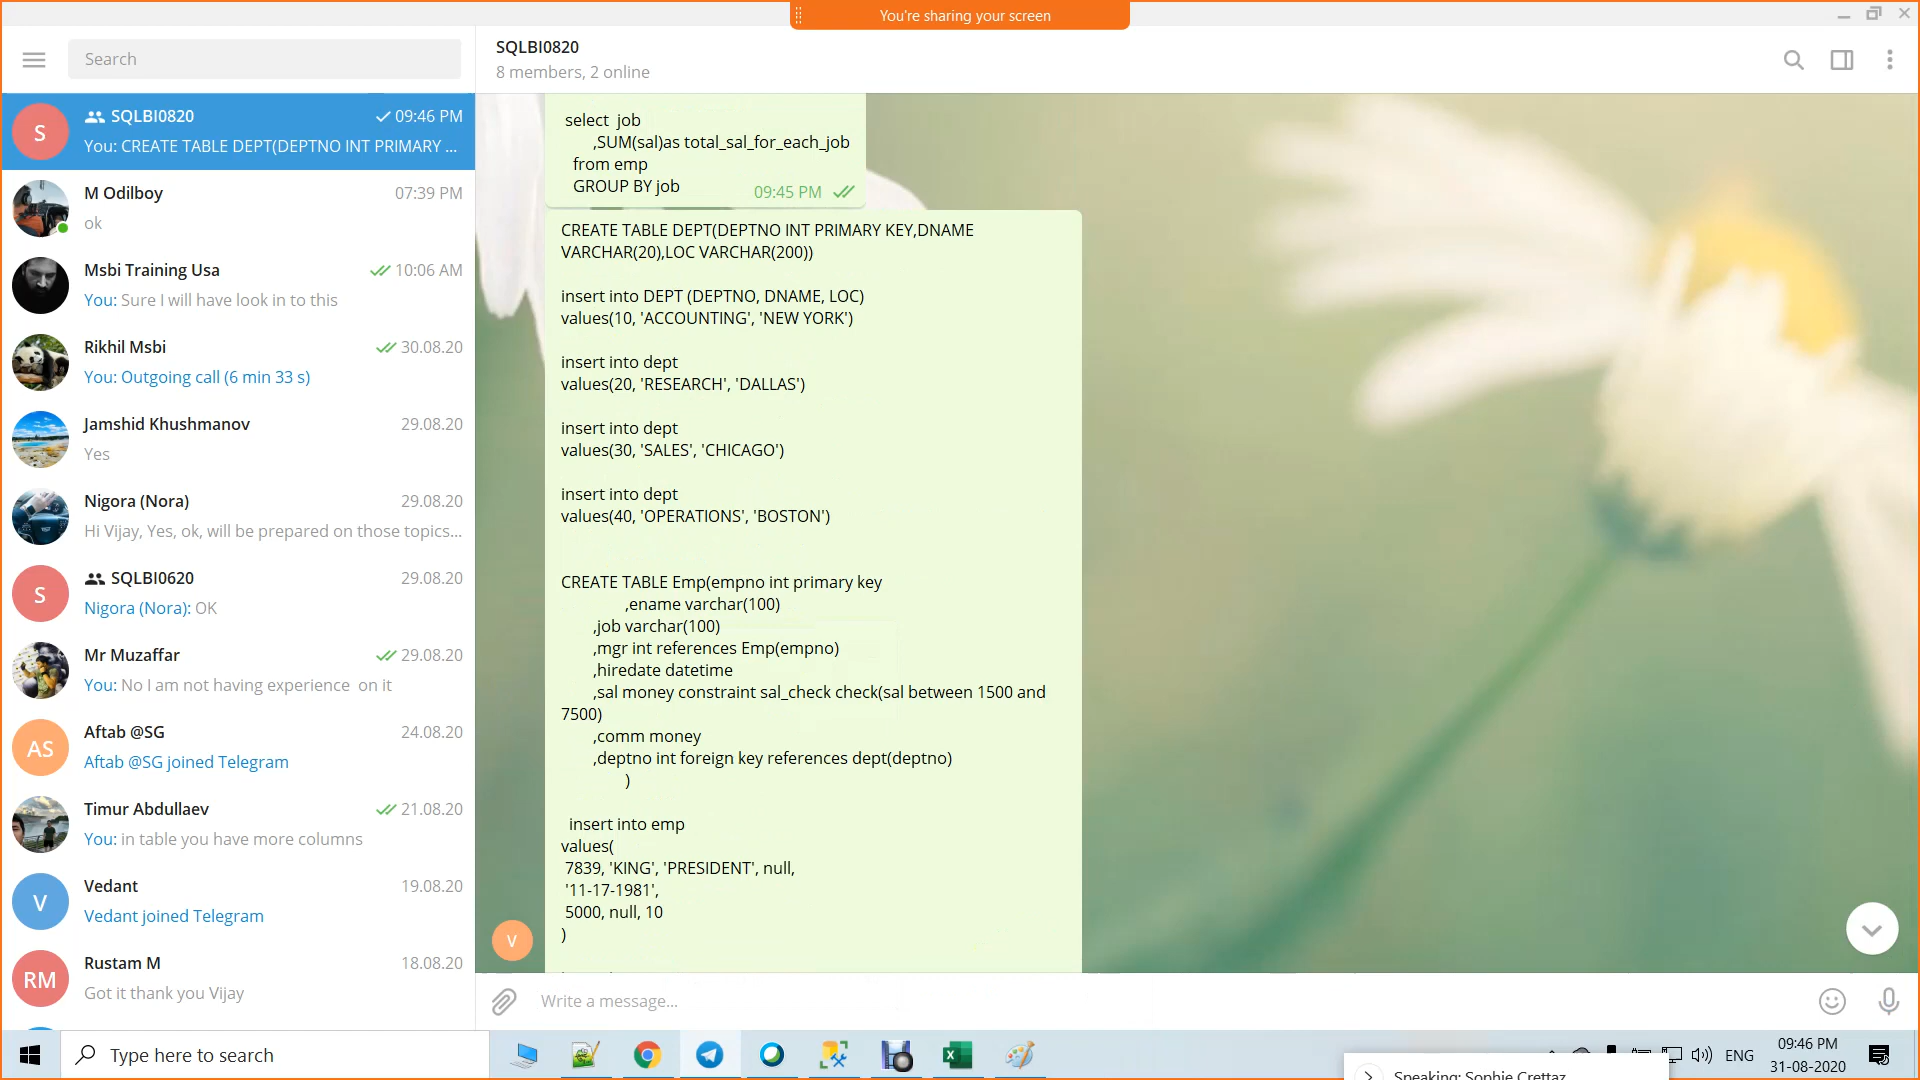 You're sharing your screen
Search
SQLBI0820
8 members, 2 online
S
SQLBI0820
09:46 PM
You: CREATE TABLE DEPT(DEPTNO INT PRIMARY ...
M Odilboy
07:39 PM
ok
Msbi Training Usa
10:06 AM
You: Sure I will have look in to this
Rikhil Msbi
30.08.20
You: Outgoing call (6 min 33 s)
Jamshid Khushmanov
29.08.20
Yes
Nigora (Nora)
29.08.20
Hi Vijay, Yes, ok, will be prepared on those topics...
S
SQLBI0620
29.08.20
Nigora (Nora): OK
Mr Muzaffar
29.08.20
You: No I am not having experience  on it
AS
Aftab @SG
24.08.20
Aftab @SG joined Telegram
Timur Abdullaev
21.08.20
You: in table you have more columns
V
Vedant
19.08.20
Vedant joined Telegram
RM
Rustam M
18.08.20
Got it thank you Vijay
select  job
,SUM(sal)as total_sal_for_each_job
from emp
GROUP BY job
09:45 PM
CREATE TABLE DEPT(DEPTNO INT PRIMARY KEY,DNAME
VARCHAR(20),LOC VARCHAR(200))
insert into DEPT (DEPTNO, DNAME, LOC)
values(10, 'ACCOUNTING', 'NEW YORK')
insert into dept
values(20, 'RESEARCH', 'DALLAS')
insert into dept
values(30, 'SALES', 'CHICAGO')
insert into dept
values(40, 'OPERATIONS', 'BOSTON')
CREATE TABLE Emp(empno int primary key
,ename varchar(100)
,job varchar(100)
,mgr int references Emp(empno)
,hiredate datetime
,sal money constraint sal_check check(sal between 1500 and
7500)
,comm money
,deptno int foreign key references dept(deptno)
)
insert into emp
values(
7839, 'KING', 'PRESIDENT', null,
'11-17-1981',
5000, null, 10
)
V
Write a message...
Type here to search
ENG
09:46 PM
31-08-2020
Speaking: Sophie Crettaz